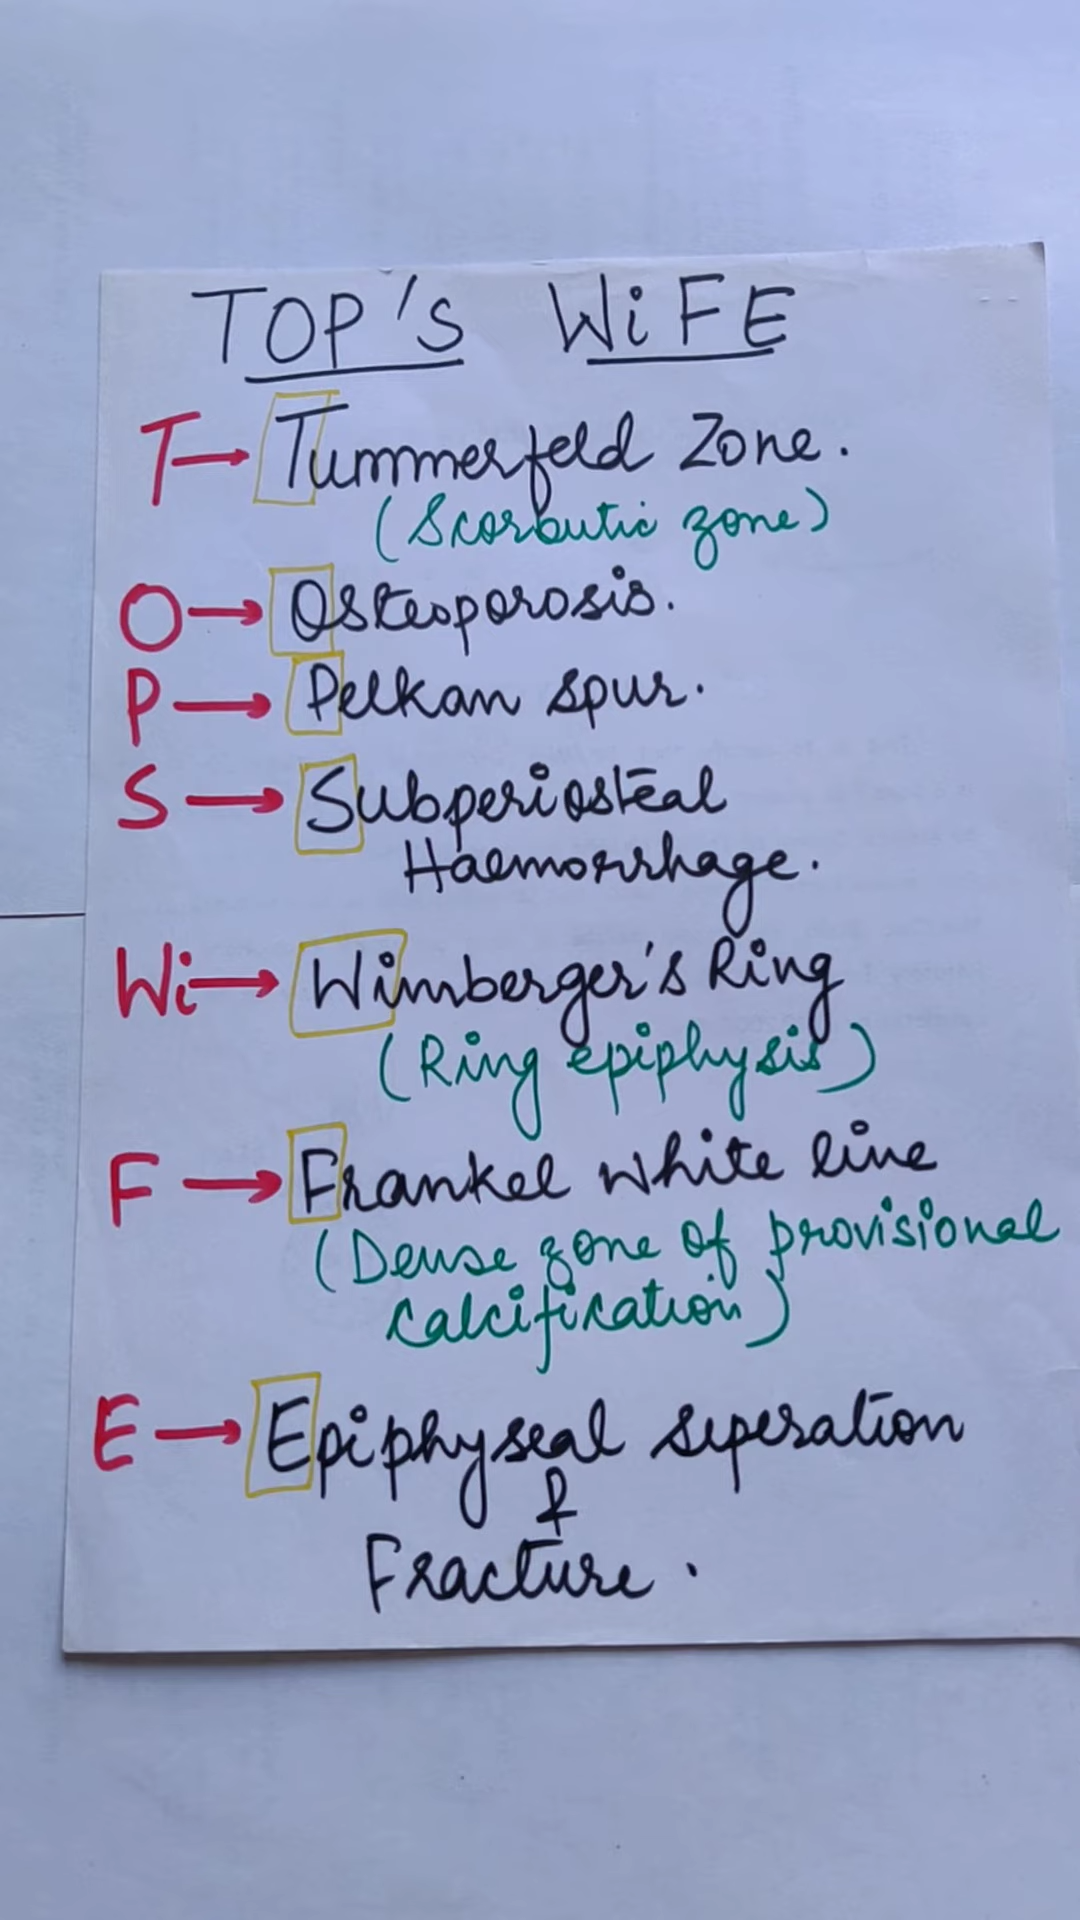 TOP's WiFE
T→ Tummerfeld Zone.
(Scorbutic zone)
O→ Osteoporosis.
P→ Pelkan spur.
S→ Subperiosteal
Haemorrhage.
Wi→ Wimberger's Ring
(Ring epiphysis)
F→ Frankel white line
(Dense zone of provisional
calcification)
E→ Epiphyseal seperation
&
Fracture.